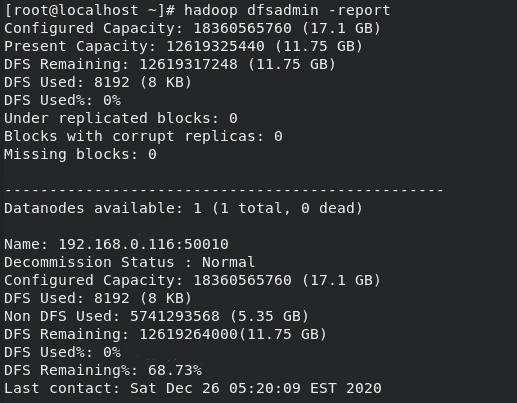 [root@localhost ~]# hadoop dfsadmin -report
Configured Capacity: 18360565760 (17.1 GB)
Present Capacity: 12619325440 (11.75 GB)
DFS Remaining: 12619317248 (11.75 GB)
DFS Used: 8192 (8 KB)
DFS Used%: 0%
Under replicated blocks: 0
Blocks with corrupt replicas: 0
Missing blocks: 0
-------------------------------------------------
Datanodes available: 1 (1 total, 0 dead)
Name: 192.168.0.116:50010
Decommission Status : Normal
Configured Capacity: 18360565760 (17.1 GB)
DFS Used: 8192 (8 KB)
Non DFS Used: 5741293568 (5.35 GB)
DFS Remaining: 12619264000(11.75 GB)
DFS Used%: 0%
DFS Remaining%: 68.73%
Last contact: Sat Dec 26 05:20:09 EST 2020